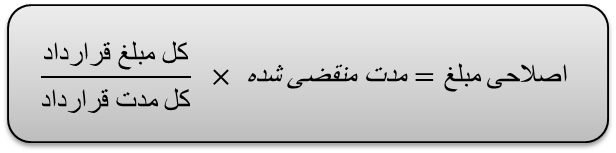 اصلاحی مبلغ = مدت منقضی شده × کل مبلغ قرارداد
کل مدت قرارداد